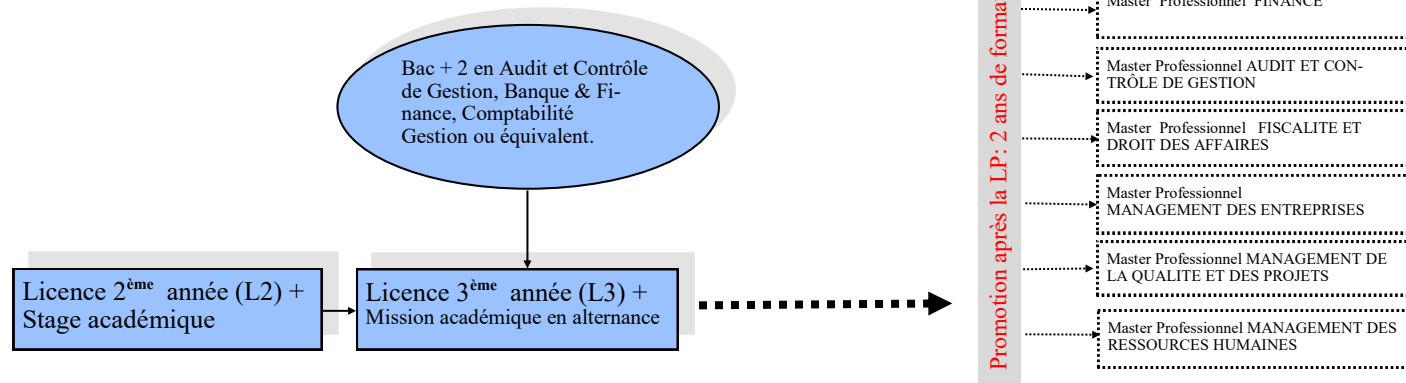 Bac + 2 en Audit et Contrôle
de Gestion, Banque & Fi-
nance, Comptabilité
Gestion ou équivalent.
Licence 2ème année (L2) +
Stage académique
Licence 3ème année (L3) +
Mission académique en alternance
Promotion après la LP: 2 ans de forma
Master Professionnel FINANCE
Master Professionnel AUDIT ET CON-
TRÔLE DE GESTION
Master Professionnel FISCALITE ET
DROIT DES AFFAIRES
Master Professionnel
MANAGEMENT DES ENTREPRISES
Master Professionnel MANAGEMENT DE
LA QUALITE ET DES PROJETS
Master Professionnel MANAGEMENT DES
RESSOURCES HUMAINES